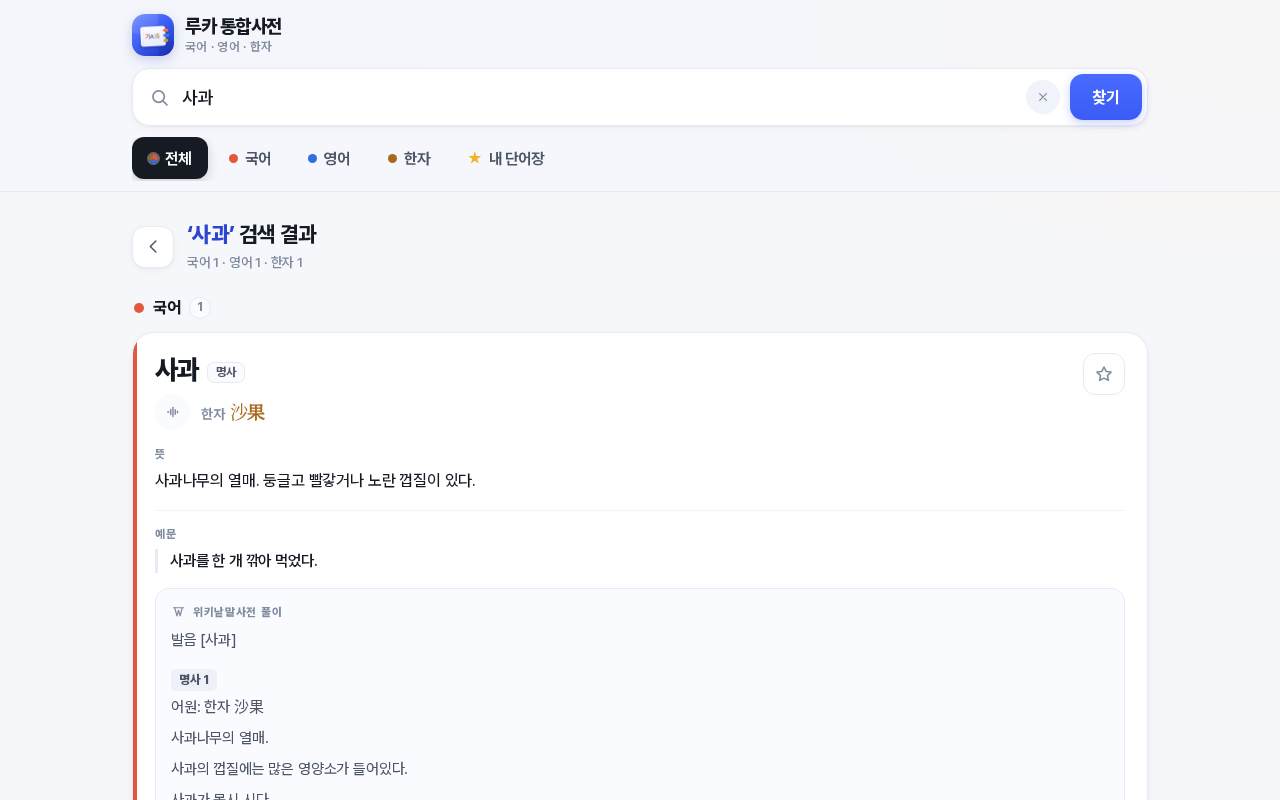 루카 통합사전
국어 · 영어 · 한자
사과
찾기
전체
국어
영어
한자
★ 내 단어장
‘사과’ 검색 결과
국어 1 · 영어 1 · 한자 1
국어 1
사과 명사
한자 沙果
뜻
사과나무의 열매. 둥글고 빨갛거나 노란 껍질이 있다.
예문
사과를 한 개 깎아 먹었다.
W 위키낱말사전 풀이
발음 [사과]
명사 1
어원: 한자 沙果
사과나무의 열매.
사과의 껍질에는 많은 영양소가 들어있다.
사과가 몹시 시다.